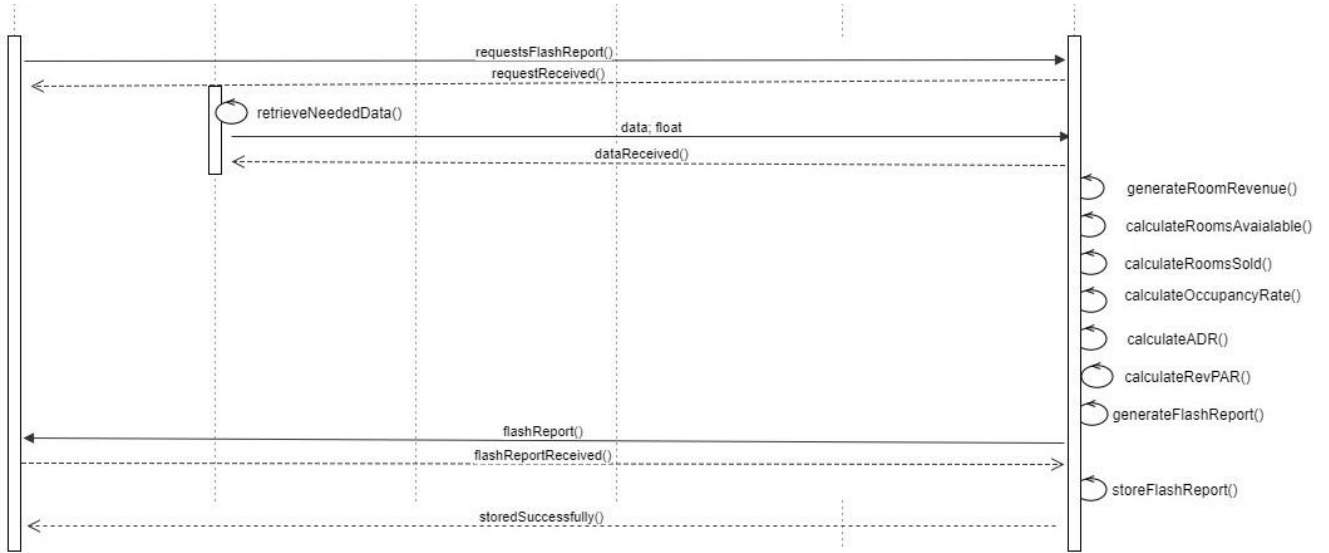 requestsFlashReport()
requestReceived()
retrieveNeededData()
data; float
dataReceived()
generateRoomRevenue()
calculateRoomsAvaialable()
calculateRoomsSold()
calculateOccupancyRate()
calculateADR()
calculateRevPAR()
generateFlashReport()
flashReport()
flashReportReceived()
storeFlashReport()
storedSuccessfully()